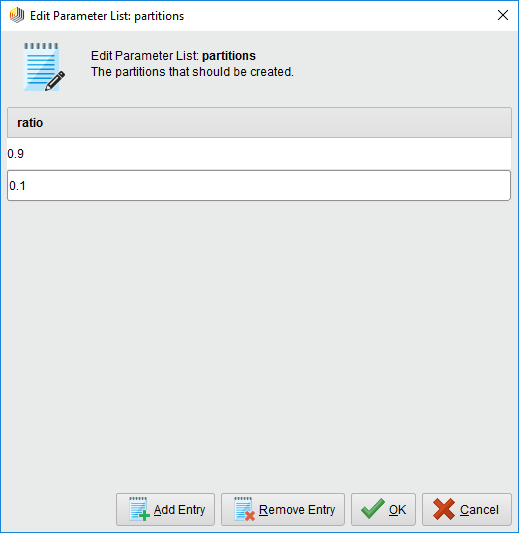 Edit Parameter List: partitions
Edit Parameter List: partitions
The partitions that should be created.
ratio
0.9
0.1
Add Entry
Remove Entry
OK
Cancel